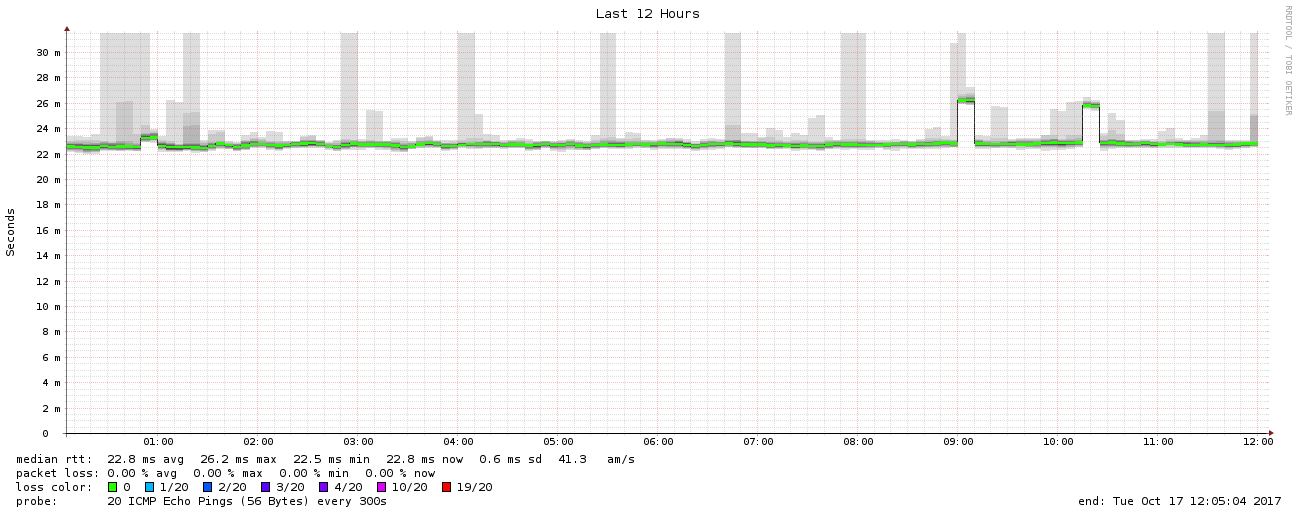 Last 12 Hours
RRDTOOL / TOBI OETIKER
Seconds
30 m
28 m
26 m
24 m
22 m
20 m
18 m
16 m
14 m
12 m
10 m
8 m
6 m
4 m
2 m
0
01:00 02:00 03:00 04:00 05:00 06:00 07:00 08:00 09:00 10:00 11:00 12:00
median rtt: 22.8 ms avg 26.2 ms max 22.5 ms min 22.8 ms now 0.6 ms sd 41.3 am/s
packet loss: 0.00 % avg 0.00 % max 0.00 % min 0.00 % now
loss color: 0 1/20 2/20 3/20 4/20 10/20 19/20
probe: 20 ICMP Echo Pings (56 Bytes) every 300s end: Tue Oct 17 12:05:04 2017